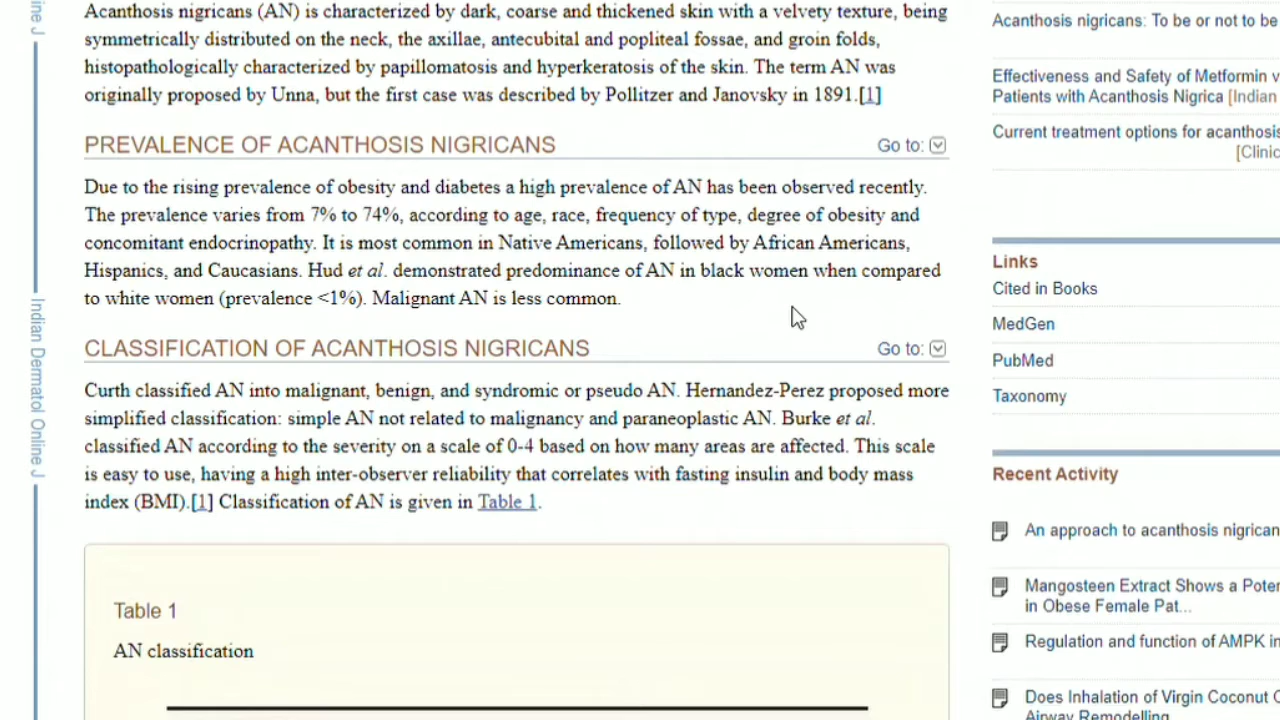 Acanthosis nigricans (AN) is characterized by dark, coarse and thickened skin with a velvety texture, being
symmetrically distributed on the neck, the axillae, antecubital and popliteal fossae, and groin folds,
histopathologically characterized by papillomatosis and hyperkeratosis of the skin. The term AN was
originally proposed by Unna, but the first case was described by Pollitzer and Janovsky in 1891.[1]
PREVALENCE OF ACANTHOSIS NIGRICANS
Go to:
Due to the rising prevalence of obesity and diabetes a high prevalence of AN has been observed recently.
The prevalence varies from 7% to 74%, according to age, race, frequency of type, degree of obesity and
concomitant endocrinopathy. It is most common in Native Americans, followed by African Americans,
Hispanics, and Caucasians. Hud et al. demonstrated predominance of AN in black women when compared
to white women (prevalence <1%). Malignant AN is less common.
CLASSIFICATION OF ACANTHOSIS NIGRICANS
Go to:
Curth classified AN into malignant, benign, and syndromic or pseudo AN. Hernandez-Perez proposed more
simplified classification: simple AN not related to malignancy and paraneoplastic AN. Burke et al.
classified AN according to the severity on a scale of 0-4 based on how many areas are affected. This scale
is easy to use, having a high inter-observer reliability that correlates with fasting insulin and body mass
index (BMI).[1] Classification of AN is given in Table 1.
Table 1
AN classification
ine J
Indian Dermatol Online J
Acanthosis nigricans: To be or not to be
Effectiveness and Safety of Metformin v
Patients with Acanthosis Nigrica [Indian
Current treatment options for acanthosis
[Clinic
Links
Cited in Books
MedGen
PubMed
Taxonomy
Recent Activity
An approach to acanthosis nigrican
Mangosteen Extract Shows a Poter
in Obese Female Pat...
Regulation and function of AMPK in
Does Inhalation of Virgin Coconut C
Airway Remodelling